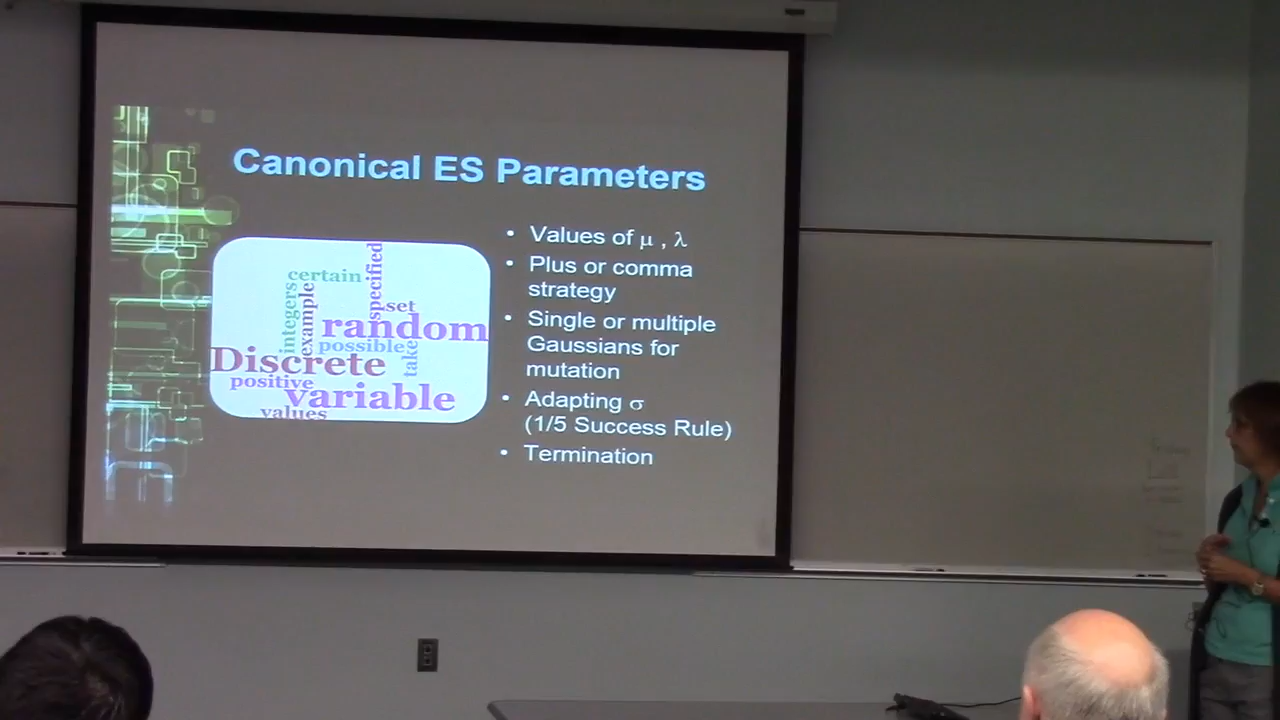 Canonical ES Parameters
• Values of μ , λ
• Plus or comma
strategy
• Single or multiple
Gaussians for
mutation
• Adapting σ
(1/5 Success Rule)
• Termination
certain
specified
integers
example
set
random
possible
take
Discrete
positive
variable
values